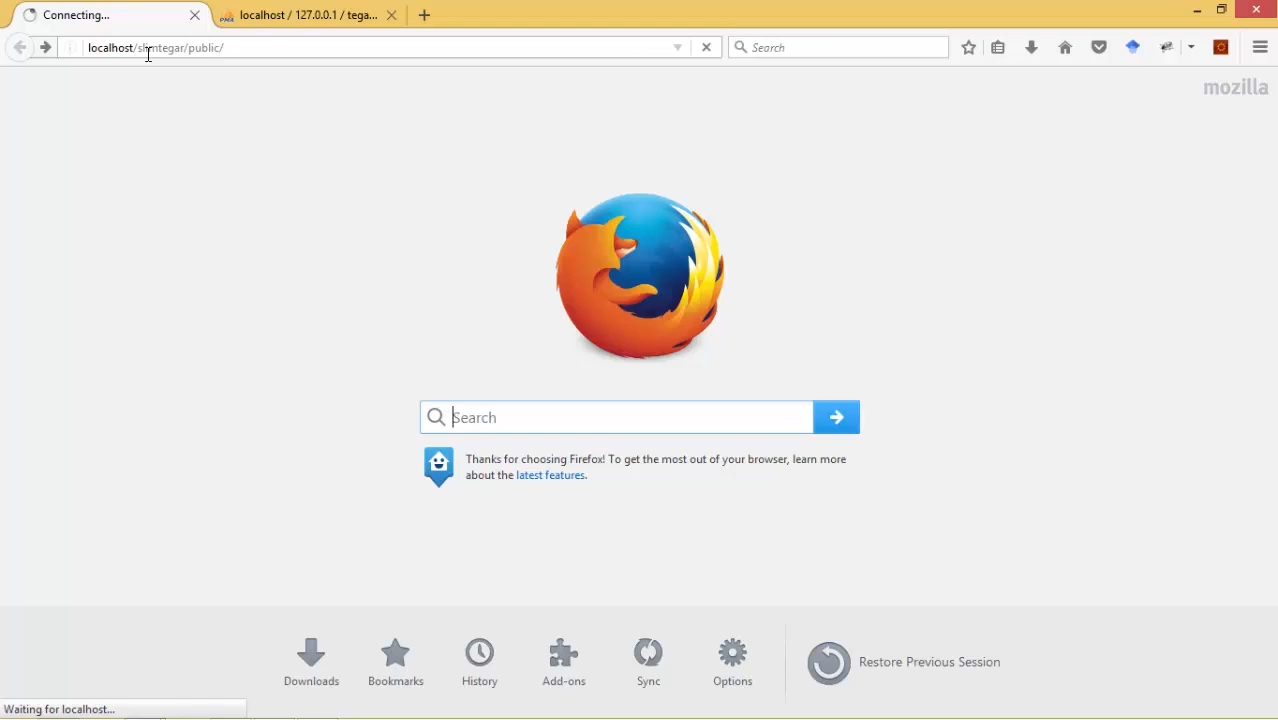 Connecting...
localhost / 127.0.0.1 / tega...
localhost/simtegar/public/
Search
mozilla
Search
Thanks for choosing Firefox! To get the most out of your browser, learn more
about the latest features.
Downloads
Bookmarks
History
Add-ons
Sync
Options
Restore Previous Session
Waiting for localhost...